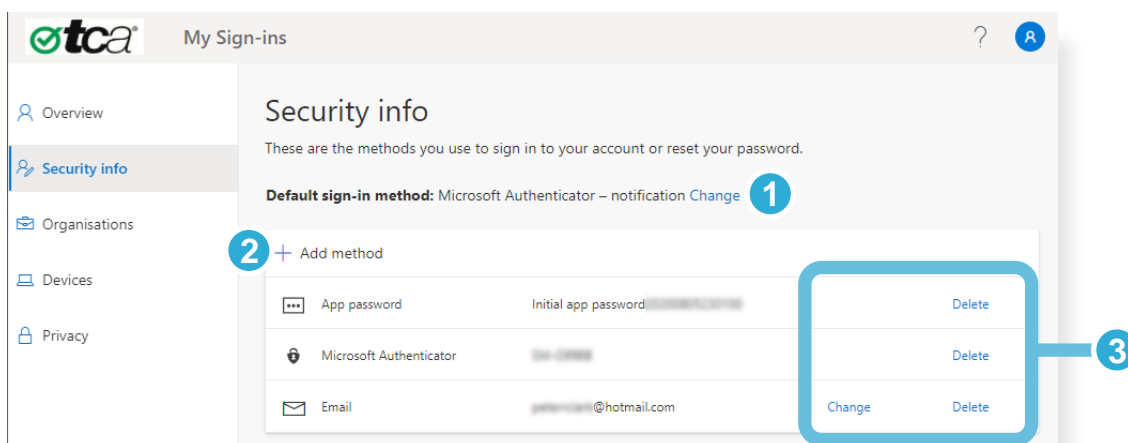 tca
My Sign-ins
?
Overview
Security info
Organisations
Devices
Privacy
Security info
These are the methods you use to sign in to your account or reset your password.
Default sign-in method: Microsoft Authenticator – notification Change
1
2
+ Add method
App password Initial app password Delete
Microsoft Authenticator Delete
Email @hotmail.com Change Delete
3